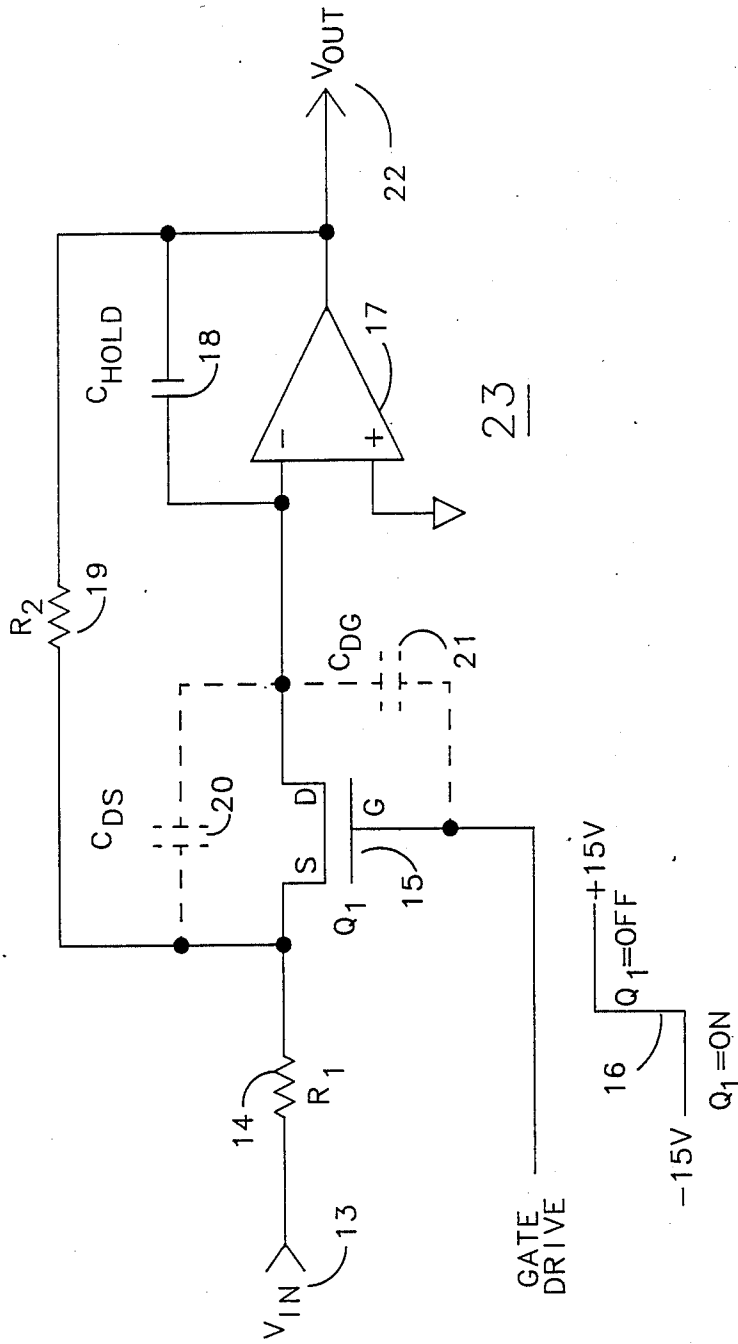 R2
19
CHOLD
18
VOUT
22
CDS
20
−
+
17
23
CDG
21
S
D
G
Q1
15
14
R1
VIN
13
GATE
DRIVE
+15V
Q1=OFF
16
−15V
Q1=ON